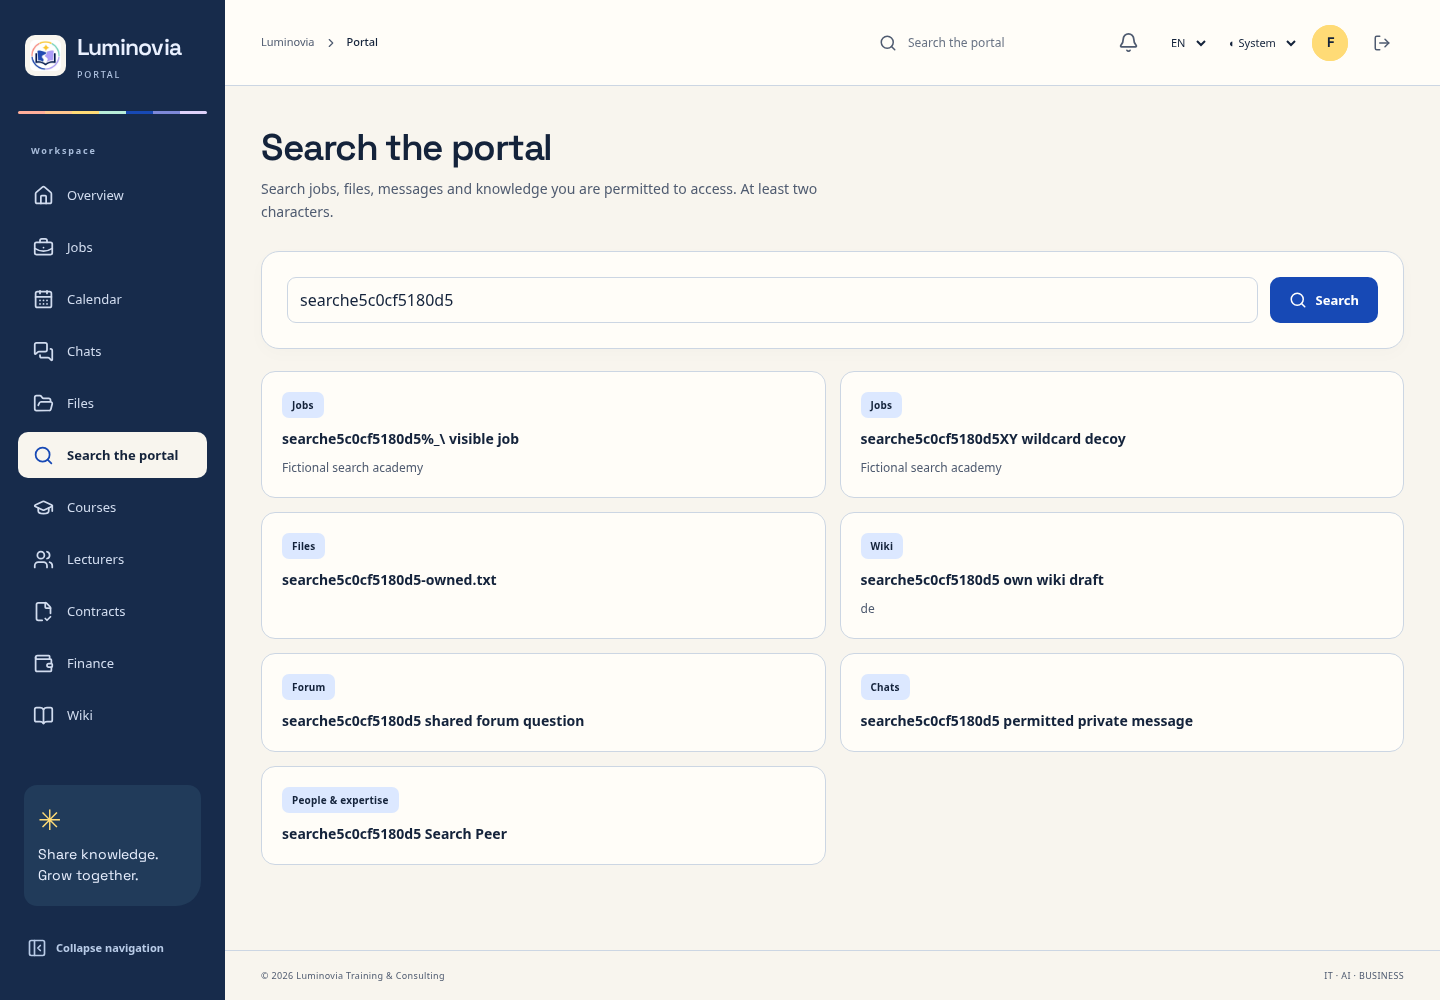 Luminovia
PORTAL
Workspace
Overview
Jobs
Calendar
Chats
Files
Search the portal
Courses
Lecturers
Contracts
Finance
Wiki
Share knowledge.
Grow together.
Collapse navigation
Luminovia > Portal
Search the portal
EN
System
F
Search the portal
Search jobs, files, messages and knowledge you are permitted to access. At least two
characters.
searche5c0cf5180d5
Search
Jobs
searche5c0cf5180d5%_\ visible job
Fictional search academy
Jobs
searche5c0cf5180d5XY wildcard decoy
Fictional search academy
Files
searche5c0cf5180d5-owned.txt
Wiki
searche5c0cf5180d5 own wiki draft
de
Forum
searche5c0cf5180d5 shared forum question
Chats
searche5c0cf5180d5 permitted private message
People & expertise
searche5c0cf5180d5 Search Peer
© 2026 Luminovia Training & Consulting
IT · AI · BUSINESS